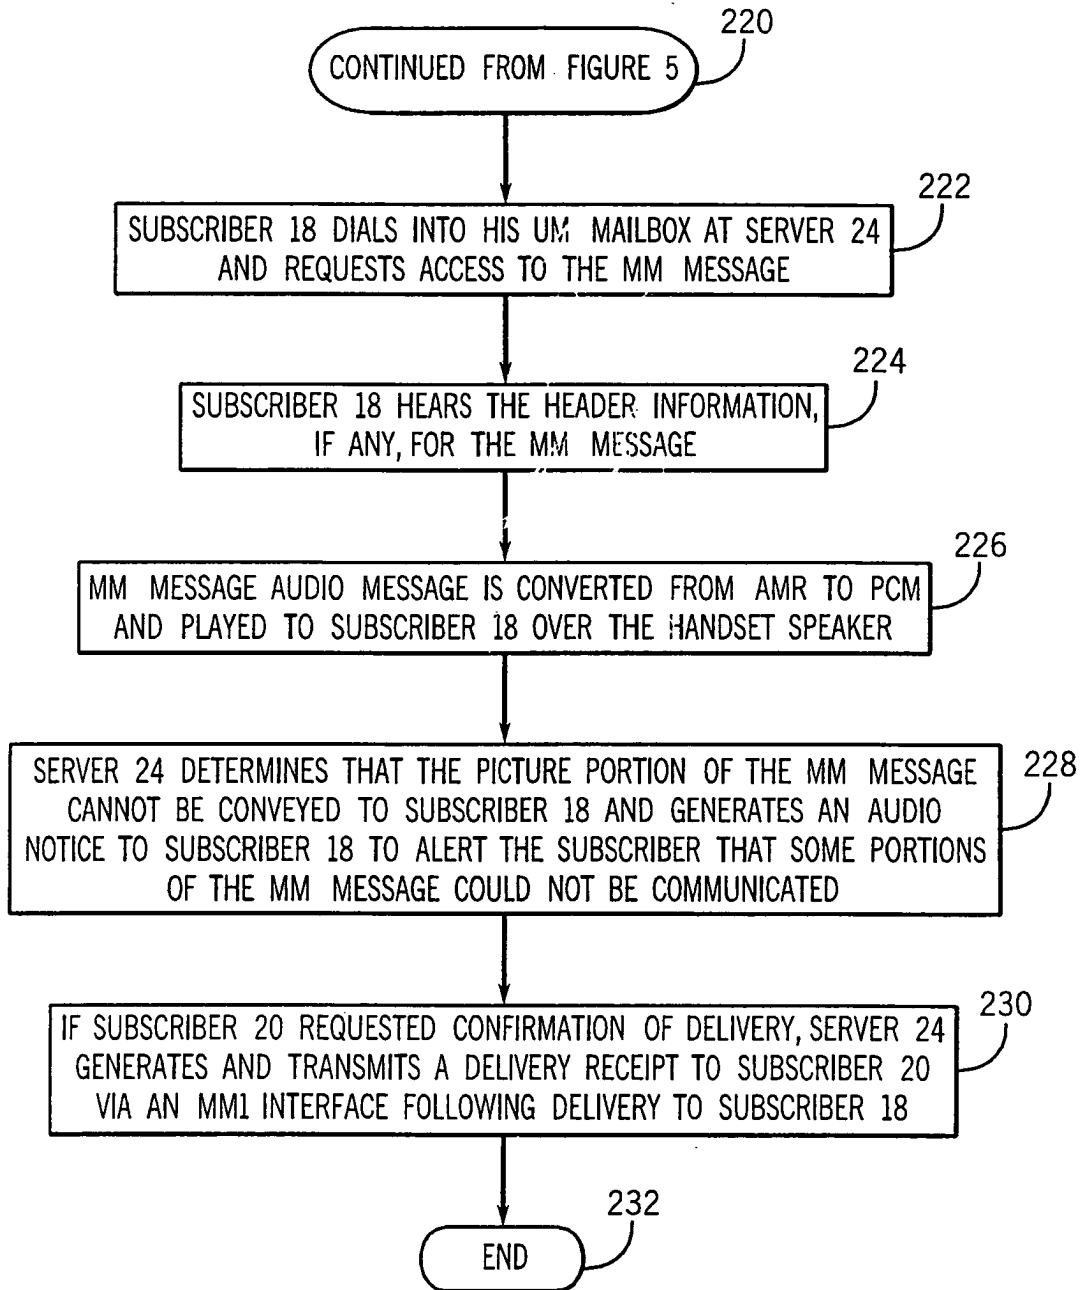 220
CONTINUED FROM FIGURE 5
222
SUBSCRIBER 18 DIALS INTO HIS UM MAILBOX AT SERVER 24
AND REQUESTS ACCESS TO THE MM MESSAGE
224
SUBSCRIBER 18 HEARS THE HEADER INFORMATION,
IF ANY, FOR THE MM MESSAGE
226
MM MESSAGE AUDIO MESSAGE IS CONVERTED FROM AMR TO PCM
AND PLAYED TO SUBSCRIBER 18 OVER THE HANDSET SPEAKER
228
SERVER 24 DETERMINES THAT THE PICTURE PORTION OF THE MM MESSAGE
CANNOT BE CONVEYED TO SUBSCRIBER 18 AND GENERATES AN AUDIO
NOTICE TO SUBSCRIBER 18 TO ALERT THE SUBSCRIBER THAT SOME PORTIONS
OF THE MM MESSAGE COULD NOT BE COMMUNICATED
230
IF SUBSCRIBER 20 REQUESTED CONFIRMATION OF DELIVERY, SERVER 24
GENERATES AND TRANSMITS A DELIVERY RECEIPT TO SUBSCRIBER 20
VIA AN MM1 INTERFACE FOLLOWING DELIVERY TO SUBSCRIBER 18
232
END